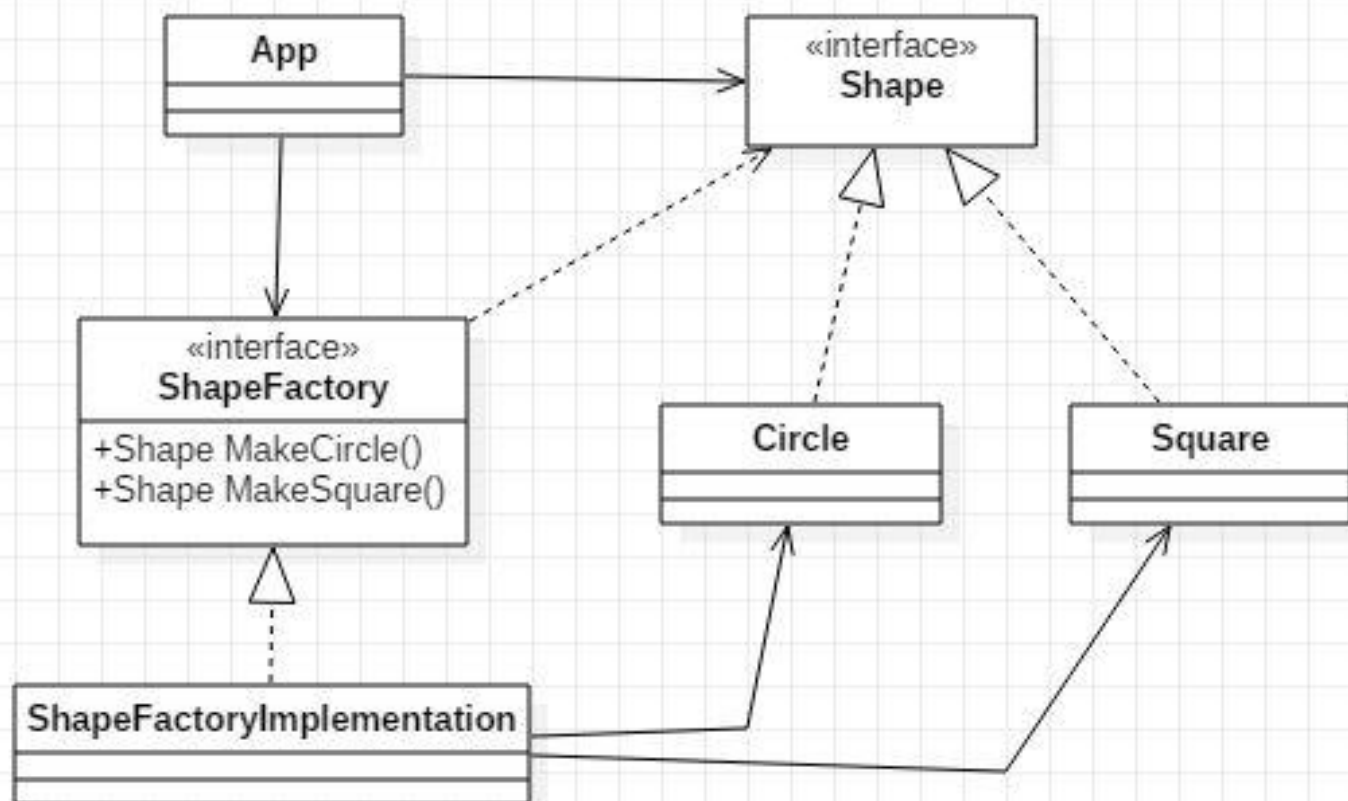 App
«interface»
Shape
«interface»
ShapeFactory
+Shape MakeCircle()
+Shape MakeSquare()
Circle
Square
ShapeFactoryImplementation